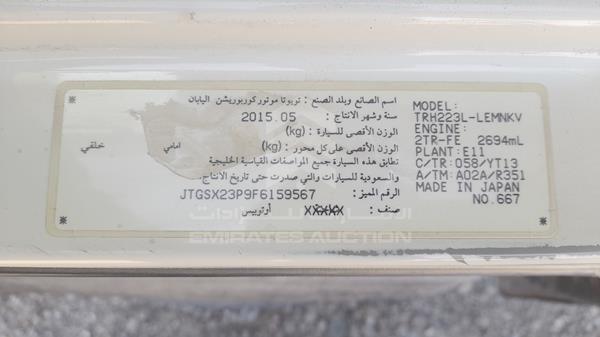 اسم الصانع وبلد الصنع : تويوتا موتور كوربوريشن اليابان
سنة وشهر الانتاج : 2015.05
الوزن الأقصى للسيارة : (kg)
الوزن الأقصى على كل محور : (kg) امامي خلفي
تطابق هذه السيارة جميع المواصفات القياسية الخليجية
والسعودية للسيارات والتي صدرت حتى تاريخ الانتاج.
الرقم المميز : JTGSX23P9F6159567
صنف : XXXXX أوتوبيس
MODEL:
TRH223L-LEMNKV
ENGINE:
2TR-FE 2694mL
PLANT: E11
C/TR: 058/YT13
A/TM: A02A/R351
MADE IN JAPAN
NO.667
الإمارات للمزادات
EMIRATES AUCTION